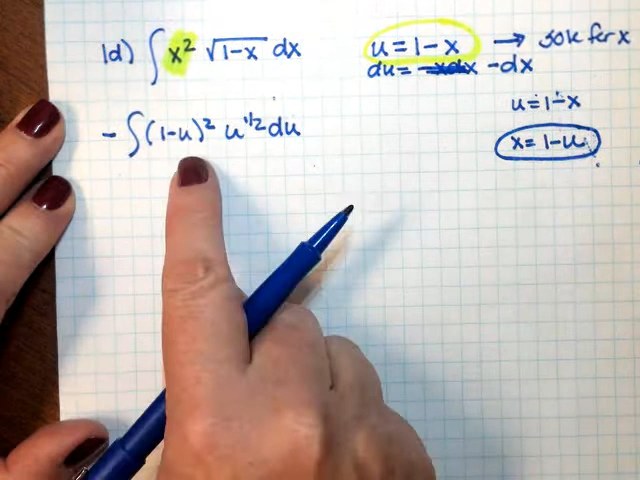 1d) ∫ x² √1-x dx
u = 1 - x → solve for x
du = -dx
u = 1 - x
- ∫ (1-u)² u^1/2 du
x = 1 - u